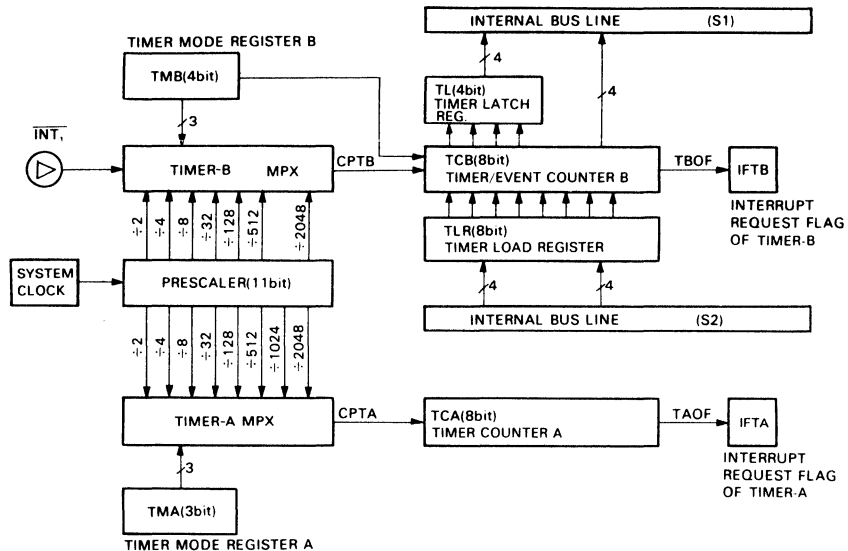 INTERNAL BUS LINE (S1)
TIMER MODE REGISTER B
TMB(4bit)
4
TL(4bit)
TIMER LATCH
REG.
4
3
INT₁
TIMER-B MPX
CPTB
TCB(8bit)
TIMER/EVENT COUNTER B
TBOF
IFTB
INTERRUPT
REQUEST FLAG
OF TIMER-B
÷2
÷4
÷8
÷32
÷128
÷512
÷2048
TLR(8bit)
TIMER LOAD REGISTER
SYSTEM
CLOCK
PRESCALER(11bit)
4
4
INTERNAL BUS LINE (S2)
÷2
÷4
÷8
÷32
÷128
÷512
÷1024
÷2048
TIMER-A MPX
CPTA
TCA(8bit)
TIMER COUNTER A
TAOF
IFTA
INTERRUPT
REQUEST FLAG
OF TIMER-A
3
TMA(3bit)
TIMER MODE REGISTER A